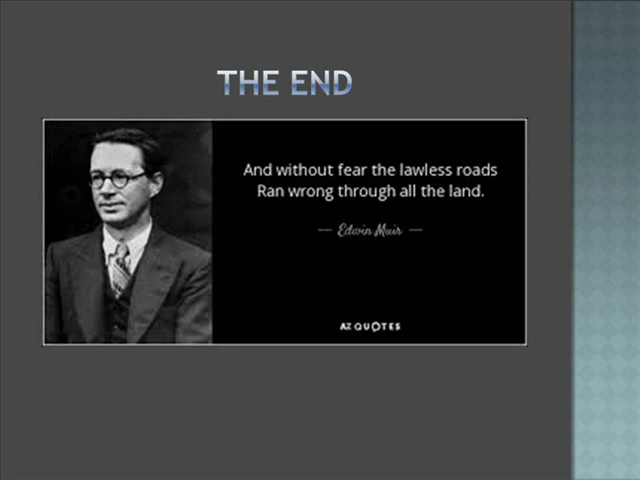 THE END
And without fear the lawless roads
Ran wrong through all the land.
— Edwin Muir —
AZ QUOTES